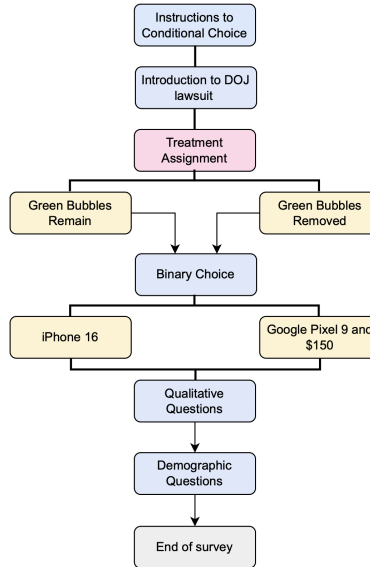 Instructions to
Conditional Choice
Introduction to DOJ
lawsuit
Treatment
Assignment
Green Bubbles
Remain
Green Bubbles
Removed
Binary Choice
iPhone 16
Google Pixel 9 and
$150
Qualitative
Questions
Demographic
Questions
End of survey